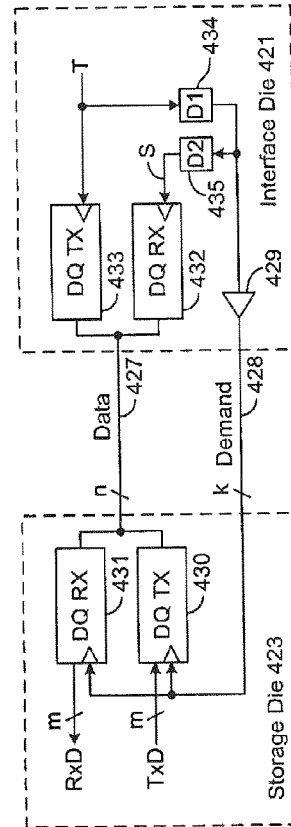 T
434
D1
D2
435
S
DQ TX
433
DQ RX
432
429
Interface Die 421
Data
n
427
Demand
k
428
DQ RX
431
DQ TX
430
m
RxD
m
TxD
Storage Die 423